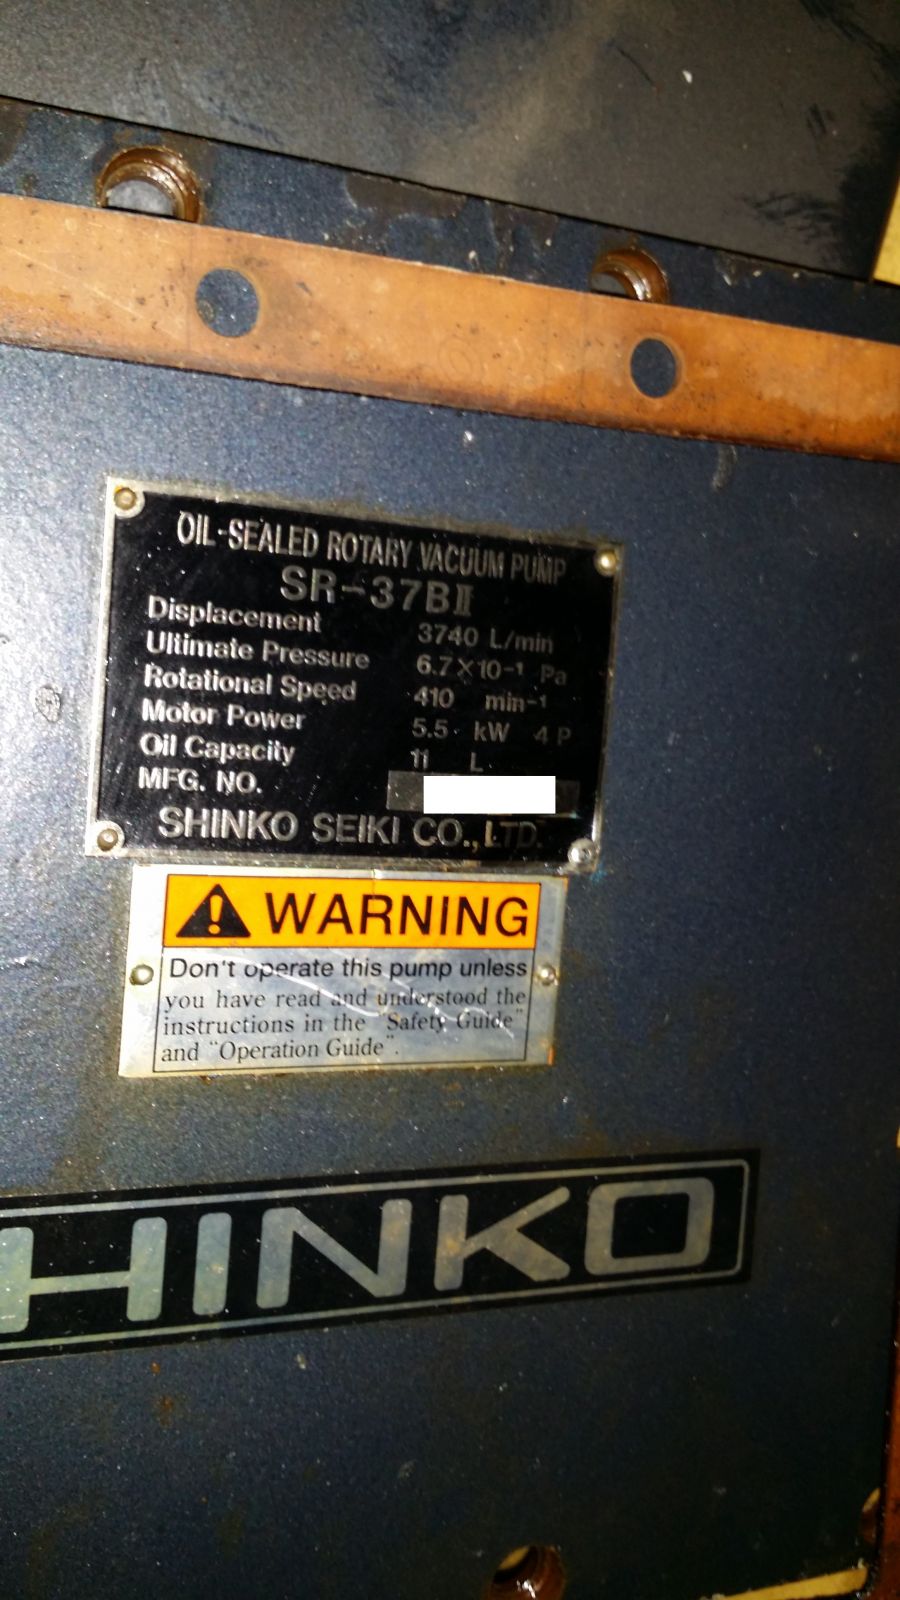 OIL-SEALED ROTARY VACUUM PUMP
SR-37BⅡ
Displacement 3740 L/min
Ultimate Pressure 6.7×10⁻¹ Pa
Rotational Speed 410 min⁻¹
Motor Power 5.5 kW 4 P
Oil Capacity 11 L
MFG. NO.
SHINKO SEIKI CO., LTD.
WARNING
Don't operate this pump unless
you have read and understood the
instructions in the "Safety Guide"
and "Operation Guide".
HINKO